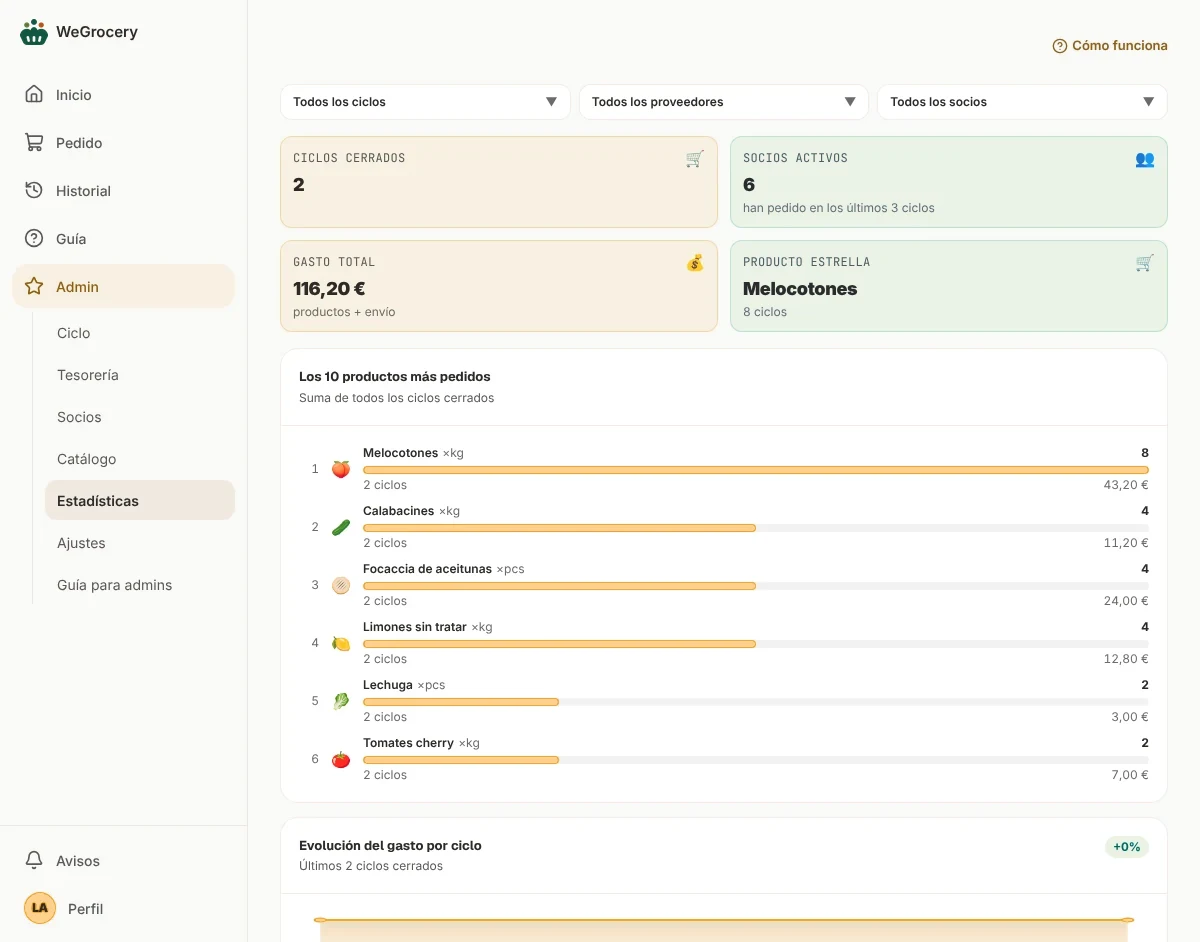 WeGrocery
Inicio
Pedido
Historial
Guía
Admin
Ciclo
Tesorería
Socios
Catálogo
Estadísticas
Ajustes
Guía para admins
Avisos
LA Perfil
Cómo funciona
Todos los ciclos ▼ Todos los proveedores ▼ Todos los socios ▼
CICLOS CERRADOS
2
SOCIOS ACTIVOS
6
han pedido en los últimos 3 ciclos
GASTO TOTAL
116,20 €
productos + envío
PRODUCTO ESTRELLA
Melocotones
8 ciclos
Los 10 productos más pedidos
Suma de todos los ciclos cerrados
1 Melocotones ×kg 8
2 ciclos 43,20 €
2 Calabacines ×kg 4
2 ciclos 11,20 €
3 Focaccia de aceitunas ×pcs 4
2 ciclos 24,00 €
4 Limones sin tratar ×kg 4
2 ciclos 12,80 €
5 Lechuga ×pcs 2
2 ciclos 3,00 €
6 Tomates cherry ×kg 2
2 ciclos 7,00 €
Evolución del gasto por ciclo +0%
Últimos 2 ciclos cerrados